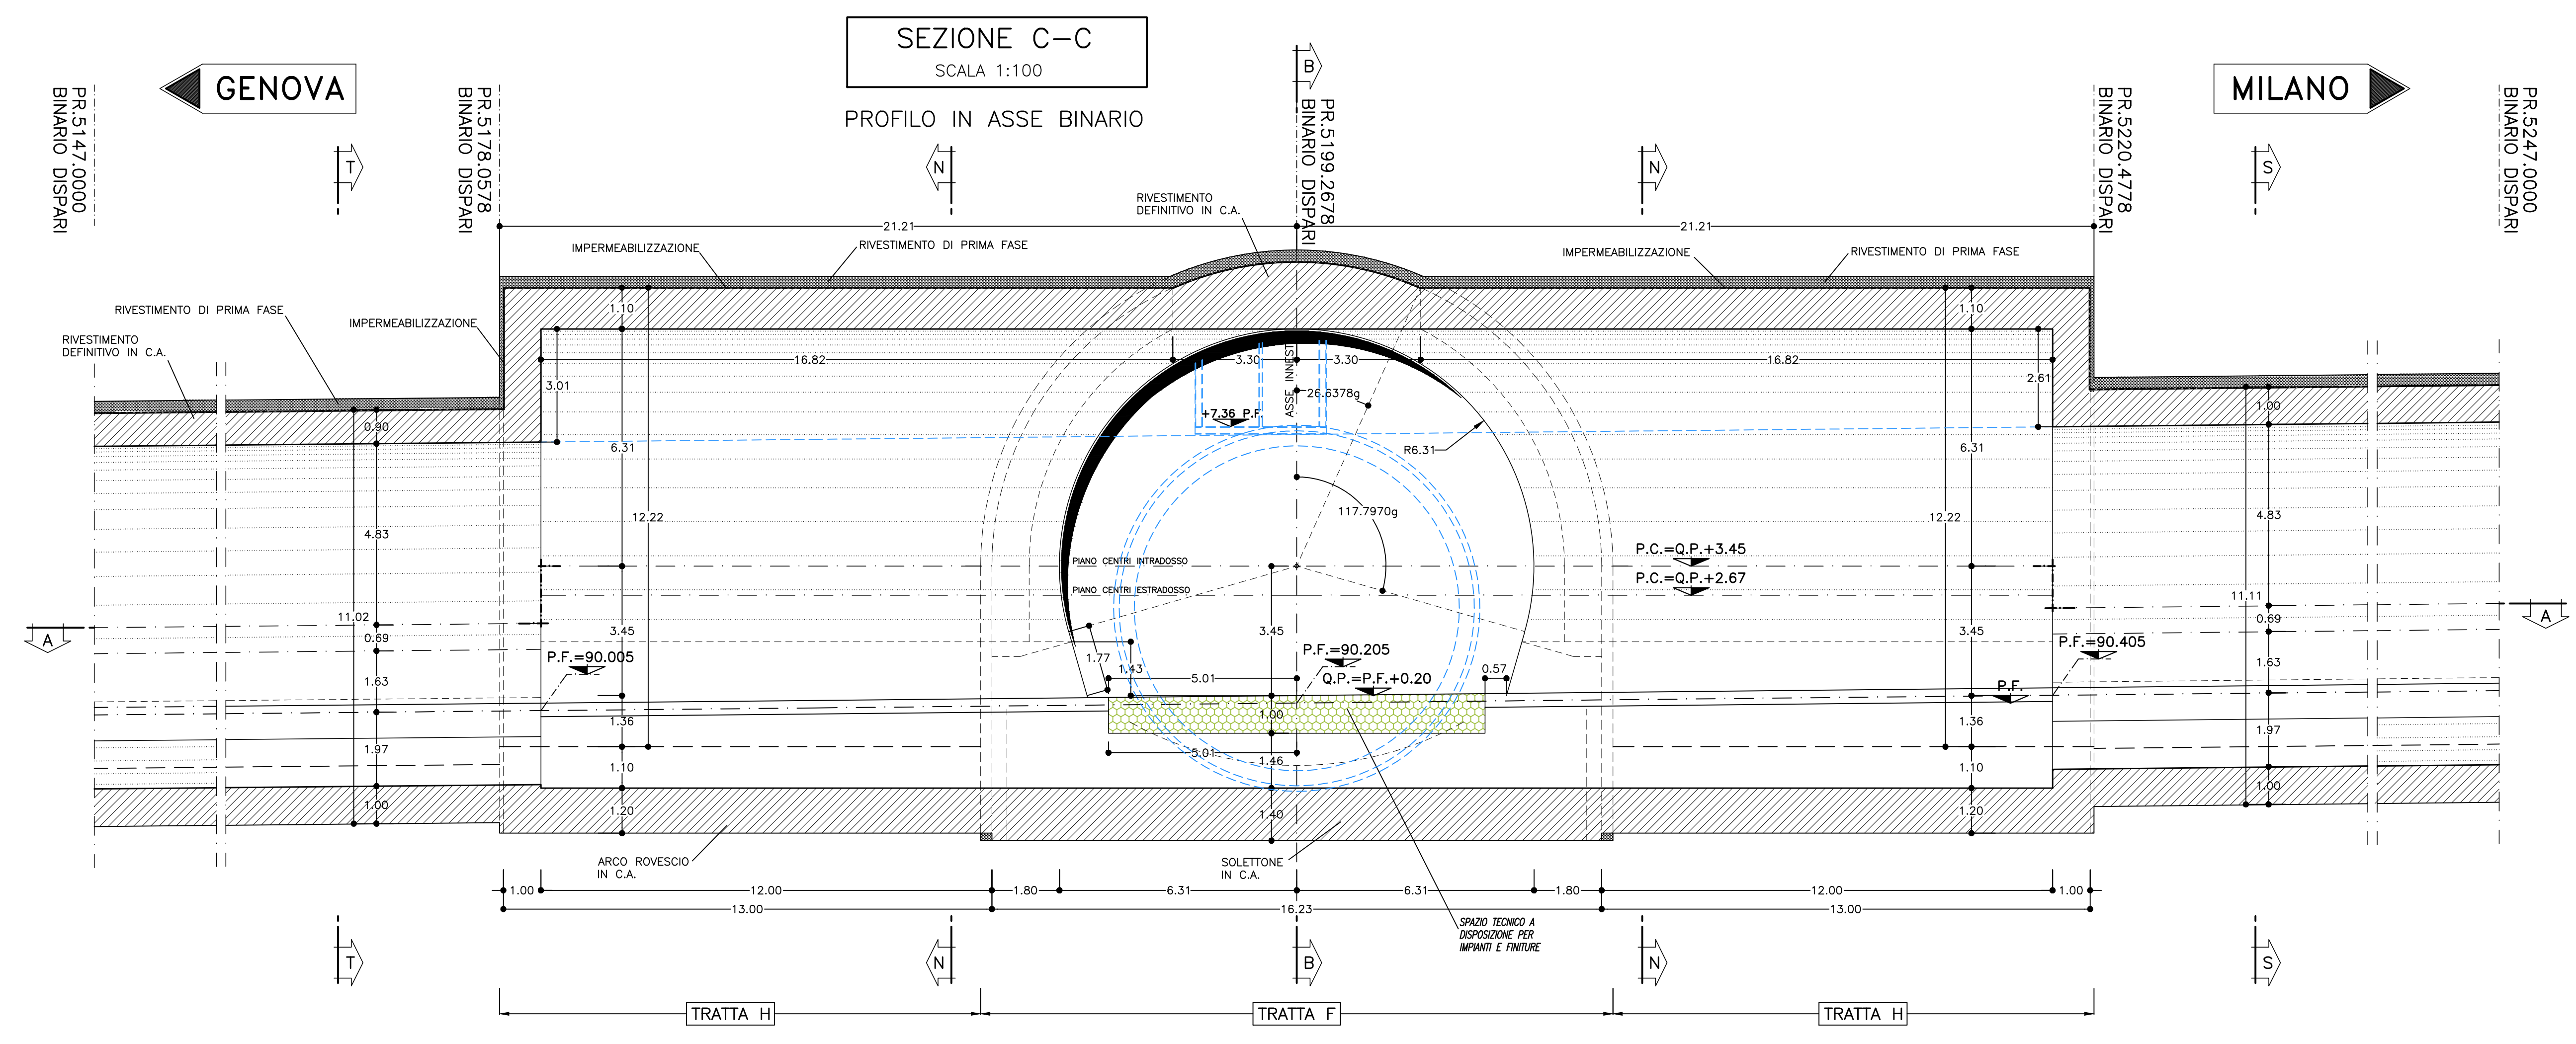 SEZIONE C-C
SCALA 1:100
PROFILO IN ASSE BINARIO
GENOVA
MILANO
PR.5147.0000
BINARIO DISPARI
PR.5178.0578
BINARIO DISPARI
PR.5199.2678
BINARIO DISPARI
PR.5220.4778
BINARIO DISPARI
PR.5247.0000
BINARIO DISPARI
B
T
N
N
S
RIVESTIMENTO
DEFINITIVO IN C.A.
21.21
21.21
IMPERMEABILIZZAZIONE
RIVESTIMENTO DI PRIMA FASE
IMPERMEABILIZZAZIONE
RIVESTIMENTO DI PRIMA FASE
RIVESTIMENTO DI PRIMA FASE
IMPERMEABILIZZAZIONE
RIVESTIMENTO
DEFINITIVO IN C.A.
1.10
1.10
16.82
3.30
3.30
16.82
3.01
2.61
ASSE INNESTO
26.6378g
+7.36 P.F.
0.90
1.00
6.31
R6.31
6.31
12.22
117.7970g
12.22
4.83
4.83
P.C.=Q.P.+3.45
PIANO CENTRI INTRADOSSO
P.C.=Q.P.+2.67
PIANO CENTRI ESTRADOSSO
11.02
11.11
A
A
0.69
0.69
3.45
3.45
3.45
P.F.=90.005
P.F.=90.205
P.F.=90.405
1.77
1.43
0.57
1.63
1.63
5.01
Q.P.=P.F.+0.20
P.F.
1.36
1.00
1.36
1.97
1.97
5.01
1.46
1.10
1.10
1.00
1.00
1.20
1.40
1.20
ARCO ROVESCIO
IN C.A.
SOLETTONE
IN C.A.
1.00
12.00
1.80
6.31
6.31
1.80
12.00
1.00
13.00
16.23
13.00
SPAZIO TECNICO A
DISPOSIZIONE PER
IMPIANTI E FINITURE
T
N
B
N
S
TRATTA H
TRATTA F
TRATTA H